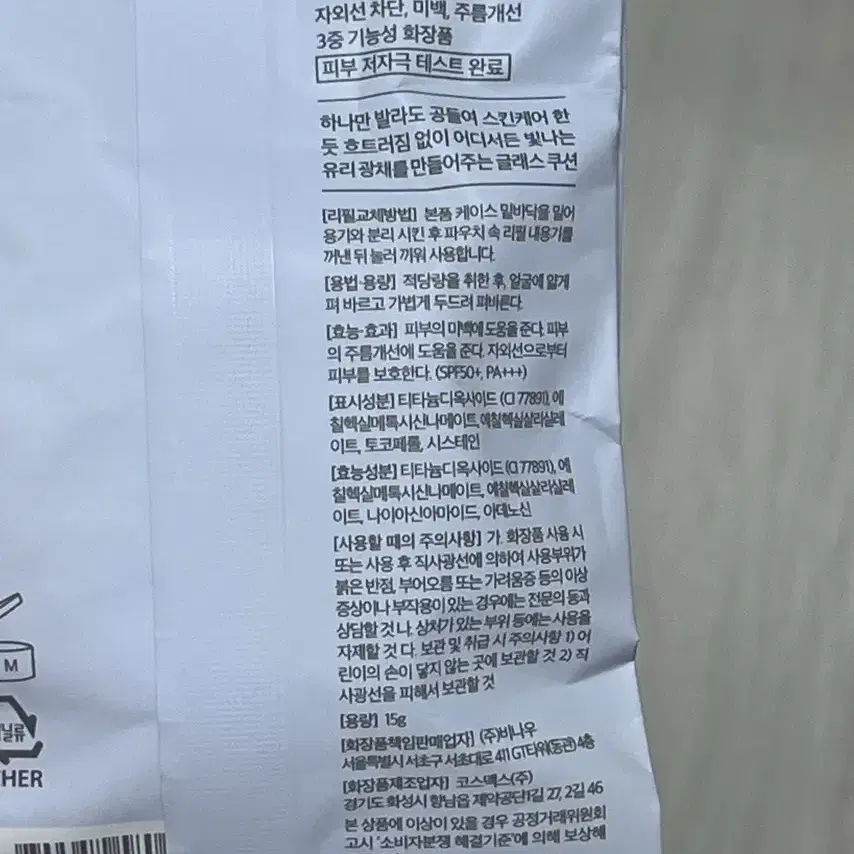 자외선 차단, 미백, 주름개선
3중 기능성 화장품
피부 저자극 테스트 완료
하나만 발라도 공들여 스킨케어 한
듯 흐트러짐 없이 어디서든 빛나는
유리 광채를 만들어주는 글래스 쿠션
[리필교체방법] 본품 케이스 밑바닥을 밀어
용기와 분리 시킨 후 파우치 속 리필 내용기를
꺼낸 뒤 눌러 끼워 사용합니다.
[용법·용량] 적당량을 취한 후, 얼굴에 얇게
펴 바르고 가볍게 두드려 펴바른다.
[효능·효과] 피부의 미백에 도움을 준다. 피부
의 주름개선에 도움을 준다. 자외선으로부터
피부를 보호한다. (SPF50+, PA+++)
[표시성분] 티타늄디옥사이드 (CI 77891), 에
칠헥실메톡시신나메이트, 에칠헥실살리실레
이트, 토코페롤, 시스테인
[효능성분] 티타늄디옥사이드 (CI 77891), 에
칠헥실메톡시신나메이트, 에칠헥실살리실레
이트, 나이아신아마이드, 아데노신
[사용할 때의 주의사항] 가. 화장품 사용 시
또는 사용 후 직사광선에 의하여 사용부위가
붉은 반점, 부어오름 또는 가려움증 등의 이상
증상이나 부작용이 있는 경우에는 전문의 등과
상담할 것 나. 상처가 있는 부위 등에는 사용을
자제할 것 다. 보관 및 취급 시 주의사항 1) 어
린이의 손이 닿지 않는 곳에 보관할 것 2) 직
사광선을 피해서 보관할 것
[용량] 15g
[화장품책임판매업자] (주)비나우
서울특별시 서초구 서초대로 411 GT타워(동관) 4층
[화장품제조업자] 코스맥스(주)
경기도 화성시 향남읍 제약공단1길 27, 2길 46
본 상품에 이상이 있을 경우 공정거래위원회
고시 '소비자분쟁 해결기준'에 의해 보상해
M
닐류
CHER